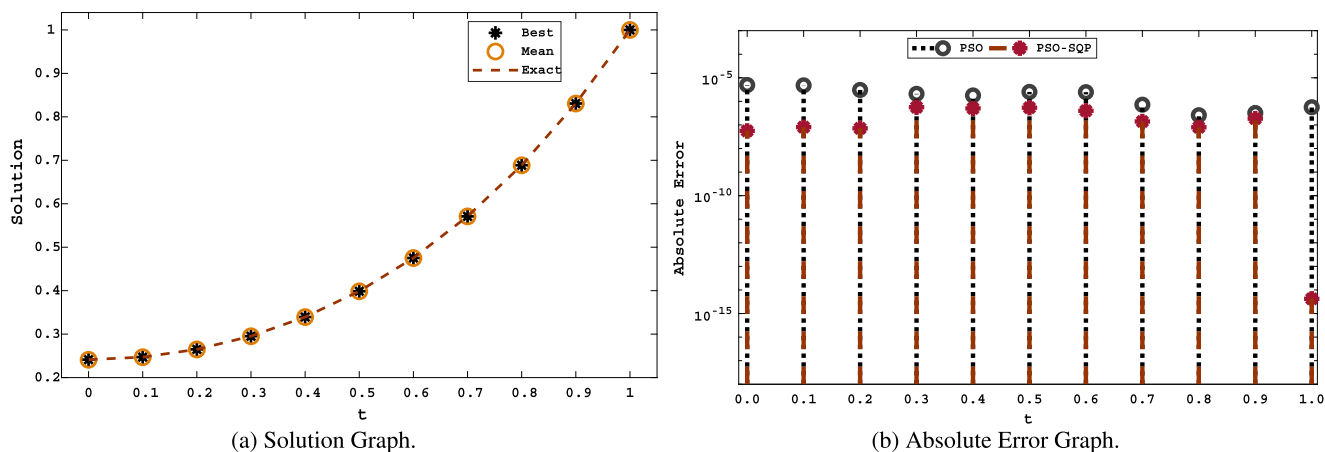 Best
Mean
Exact
Solution
1
0.9
0.8
0.7
0.6
0.5
0.4
0.3
0.2
0 0.1 0.2 0.3 0.4 0.5 0.6 0.7 0.8 0.9 1
t
(a) Solution Graph.
PSO PSO-SQP
Absolute Error
10^-5
10^-10
10^-15
0.0 0.1 0.2 0.3 0.4 0.5 0.6 0.7 0.8 0.9 1.0
t
(b) Absolute Error Graph.